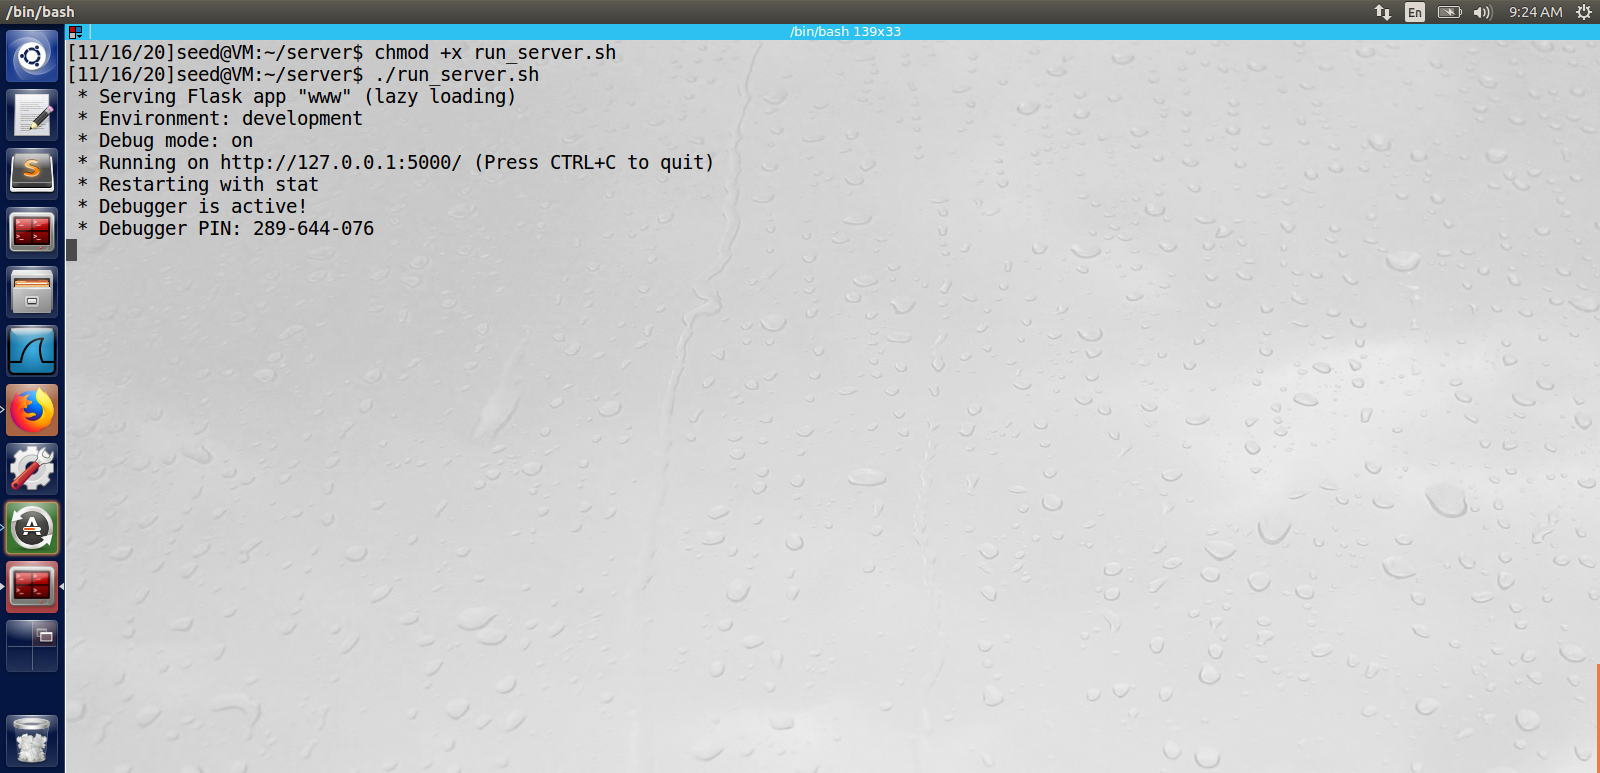 /bin/bash
En
9:24 AM
/bin/bash 139x33
[11/16/20]seed@VM:~/server$ chmod +x run_server.sh
[11/16/20]seed@VM:~/server$ ./run_server.sh
 * Serving Flask app "www" (lazy loading)
 * Environment: development
 * Debug mode: on
 * Running on http://127.0.0.1:5000/ (Press CTRL+C to quit)
 * Restarting with stat
 * Debugger is active!
 * Debugger PIN: 289-644-076